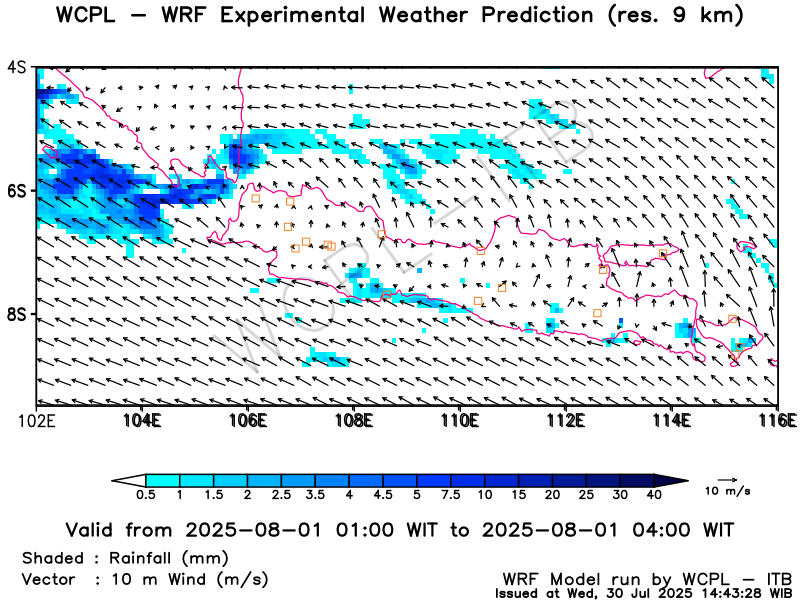 WCPL − WRF Experimental Weather Prediction (res. 9 km)
4S
6S
8S
102E 104E 106E 108E 110E 112E 114E 116E
WCPL-ITB
0.5 1 1.5 2 2.5 3.5 4 4.5 5 7.5 10 15 20 25 30 40
10 m/s
Valid from 2025−08−01 01:00 WIT to 2025−08−01 04:00 WIT
Shaded : Rainfall (mm)
Vector : 10 m Wind (m/s)
WRF Model run by WCPL − ITB
Issued at Wed, 30 Jul 2025 14:43:28 WIB